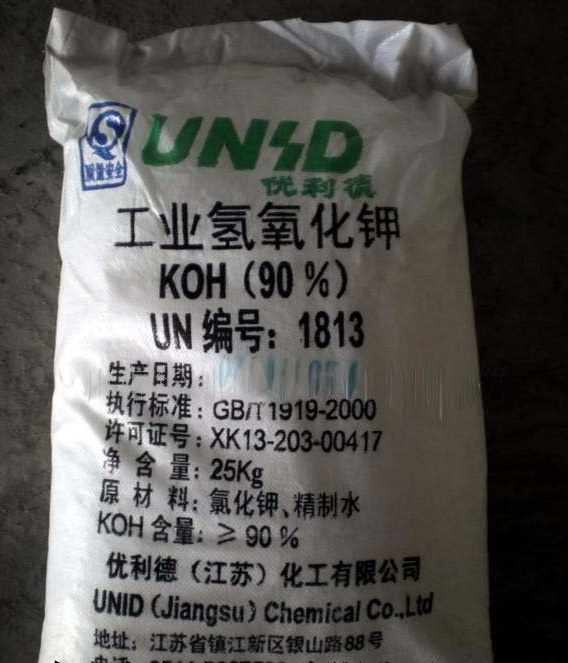 质量安全
UNID
优利德
工业氢氧化钾
KOH（90％）
UN 编号：1813
生产日期：
执行标准：GB/T1919-2000
许可证号：XK13-203-00417
净含量：25Kg
原材料：氯化钾、精制水
KOH 含量：≥90％
优利德（江苏）化工有限公司
UNID（Jiangsu）Chemical Co.,Ltd
地址：江苏省镇江新区银山路88号